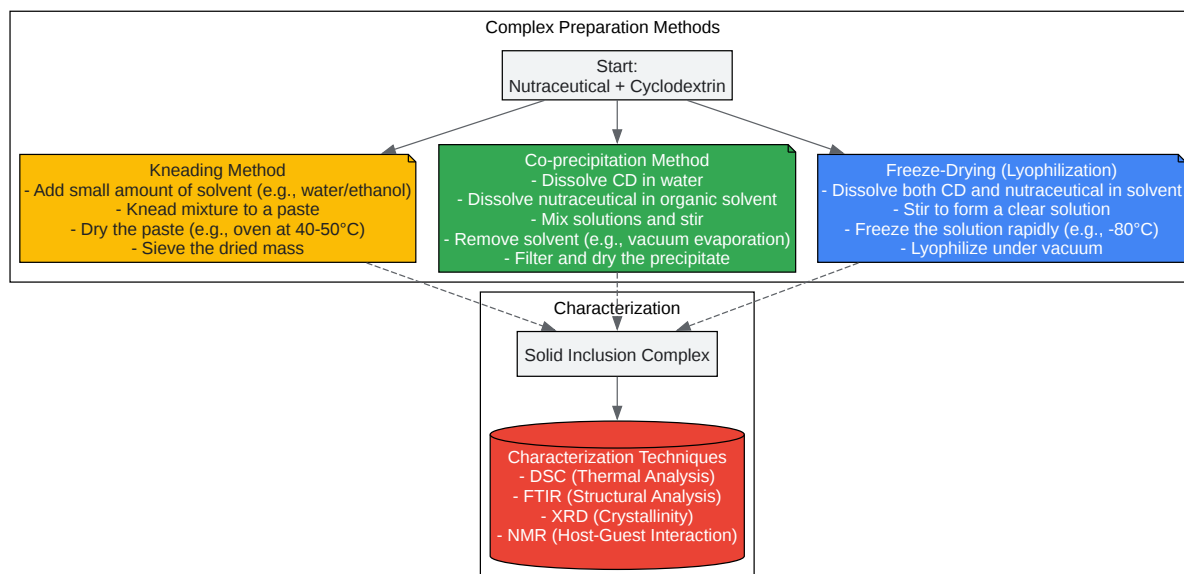 Complex Preparation Methods
Start:
Nutraceutical + Cyclodextrin
Kneading Method
- Add small amount of solvent (e.g., water/ethanol)
- Knead mixture to a paste
- Dry the paste (e.g., oven at 40-50°C)
- Sieve the dried mass
Co-precipitation Method
- Dissolve CD in water
- Dissolve nutraceutical in organic solvent
- Mix solutions and stir
- Remove solvent (e.g., vacuum evaporation)
- Filter and dry the precipitate
Freeze-Drying (Lyophilization)
- Dissolve both CD and nutraceutical in solvent
- Stir to form a clear solution
- Freeze the solution rapidly (e.g., -80°C)
- Lyophilize under vacuum
Characterization
Solid Inclusion Complex
Characterization Techniques
- DSC (Thermal Analysis)
- FTIR (Structural Analysis)
- XRD (Crystallinity)
- NMR (Host-Guest Interaction)